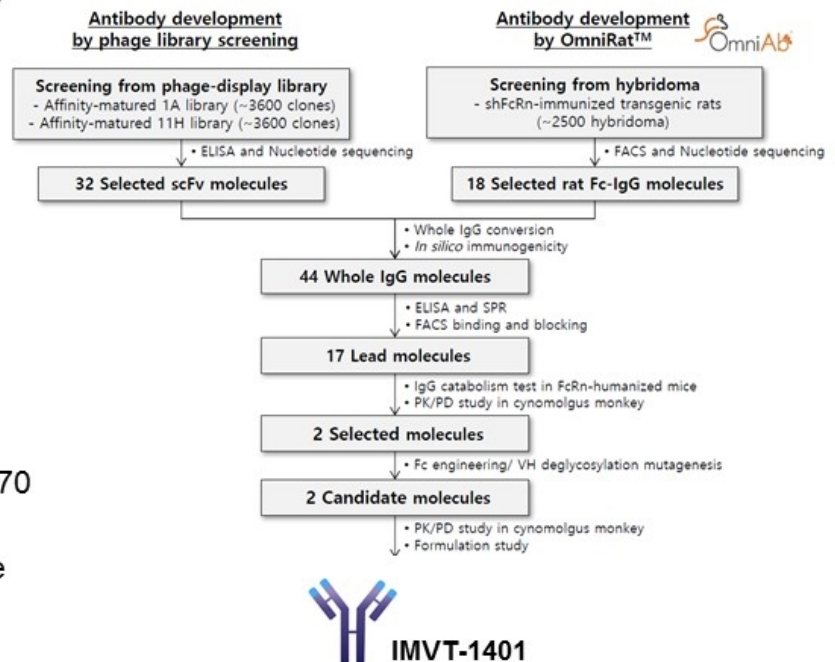 Antibody development
by phage library screening
Antibody development
by OmniRat™
OmniAb
Screening from phage-display library
- Affinity-matured 1A library (~3600 clones)
- Affinity-matured 11H library (~3600 clones)
Screening from hybridoma
- shFcRn-immunized transgenic rats
(~2500 hybridoma)
• ELISA and Nucleotide sequencing
• FACS and Nucleotide sequencing
32 Selected scFv molecules
18 Selected rat Fc-IgG molecules
• Whole IgG conversion
• In silico immunogenicity
44 Whole IgG molecules
• ELISA and SPR
• FACS binding and blocking
17 Lead molecules
• IgG catabolism test in FcRn-humanized mice
• PK/PD study in cynomolgus monkey
2 Selected molecules
• Fc engineering/ VH deglycosylation mutagenesis
70
2 Candidate molecules
• PK/PD study in cynomolgus monkey
• Formulation study
e
IMVT-1401